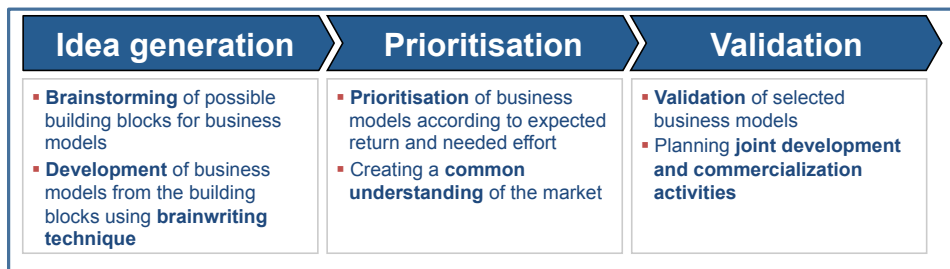 Idea generation
Prioritisation
Validation
▪ Brainstorming of possible
building blocks for business
models
▪ Development of business
models from the building
blocks using brainwriting
technique
▪ Prioritisation of business
models according to expected
return and needed effort
▪ Creating a common
understanding of the market
▪ Validation of selected
business models
▪ Planning joint development
and commercialization
activities